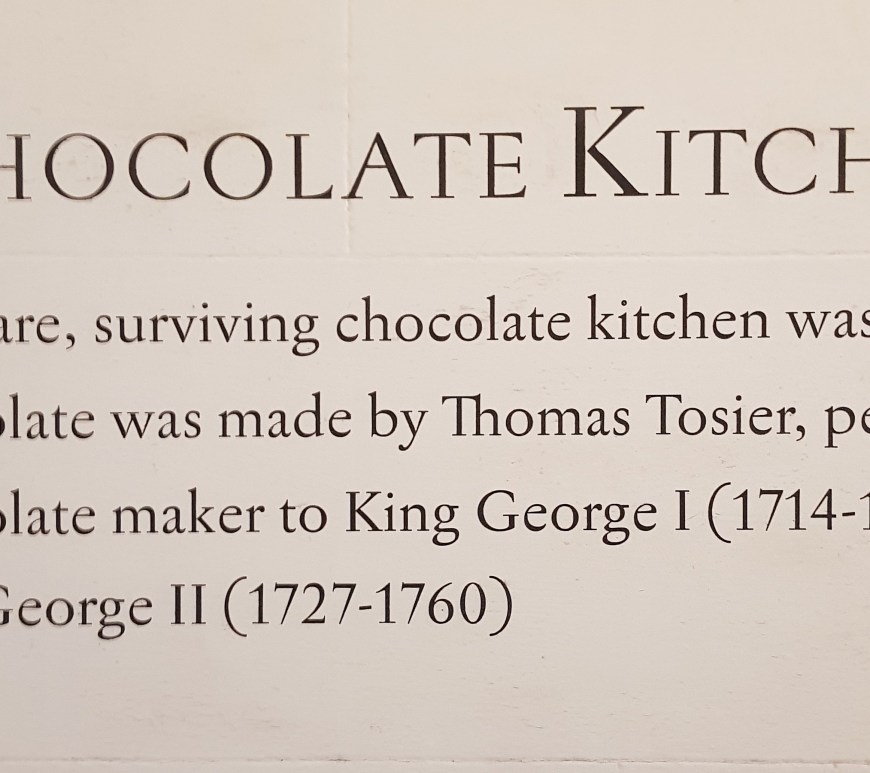 HOCOLATE KITCH
are, surviving chocolate kitchen was
olate was made by Thomas Tosier, pe
olate maker to King George I (1714-1
George II (1727-1760)